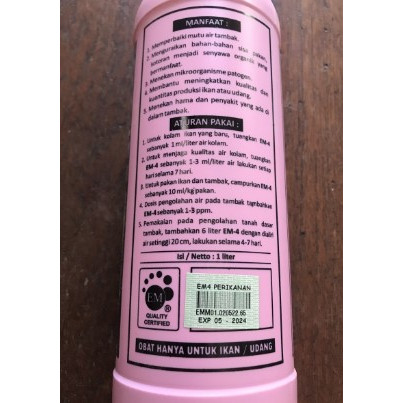 MANFAAT :
1. Memperbaiki mutu air tambak.
2. Menguraikan bahan-bahan sisa pakan,
kotoran menjadi senyawa organik yang
bermanfaat.
3. Menekan mikroorganisme patogen.
4. Membantu meningkatkan kualitas dan
kuantitas produksi ikan atau udang.
5. Menekan hama dan penyakit yang ada di
dalam tambak.
ATURAN PAKAI :
1. Untuk kolam ikan yang baru, tuangkan EM-4
sebanyak 1 ml/liter air kolam.
2. Untuk menjaga kualitas air kolam, tuangkan
EM-4 sebanyak 1-3 ml/liter air lakukan setiap
hari selama 7 hari.
3. Untuk pakan ikan dan tambak, campurkan EM-4
sebanyak 10 ml/kg pakan.
4. Dosis pengolahan air pada tambak tambahkan
EM-4 sebanyak 1-3 ppm.
5. Pemakaian pada pengolahan tanah dasar
tambak, tambahkan 6 liter EM-4 dengan dialiri
air setinggi 20 cm, lakukan selama 4-7 hari.
Isi / Netto : 1 liter
EM
®
QUALITY
CERTIFIED
EM4 PERIKANAN
EMM01.020522.65
EXP 05 - 2024
OBAT HANYA UNTUK IKAN / UDANG